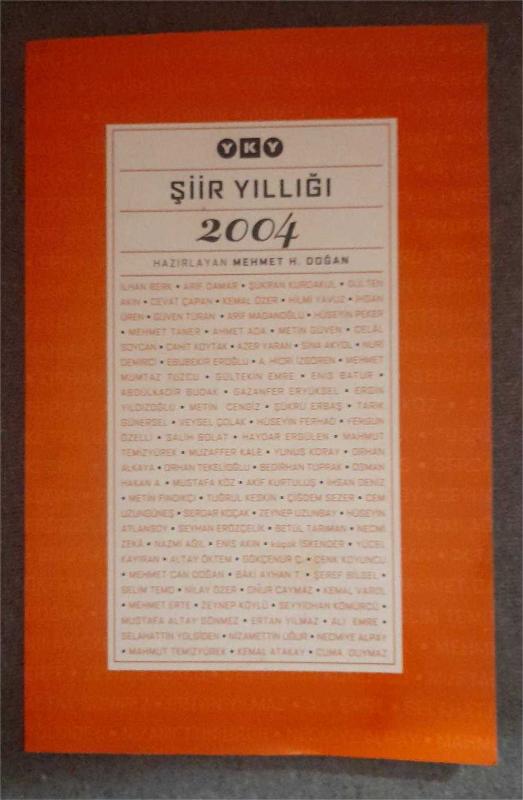 YKY
ŞİİR YILLIĞI
2004
HAZIRLAYAN MEHMET H. DOĞAN
İLHAN BERK • ARİF DAMAR • ŞÜKRAN KURDAKUL • GÜLTEN
AKIN • CEVAT ÇAPAN • KEMAL ÖZER • HİLMİ YAVUZ • İHSAN
ÜREN • GÜVEN TURAN • ARİF MADANOĞLU • HÜSEYİN PEKER
• MEHMET TANER • AHMET ADA • METİN GÜVEN • CELÂL
SOYCAN • CAHİT KOYTAK • AZER YARAN • SİNA AKYOL • NURİ
DEMİRCİ • EBUBEKİR EROĞLU • A. HİCRİ İZGÖREN • MEHMET
MÜMTAZ TUZCU • GÜLTEKİN EMRE • ENİS BATUR •
ABDÜLKADİR BUDAK • GAZANFER ERYÜKSEL • ERGİN
YILDIZOĞLU • METİN CENGİZ • ŞÜKRÜ ERBAŞ • TARIK
GÜNERSEL • VEYSEL ÇOLAK • HÜSEYİN FERHAD • YERGUN
ÖZELLİ • SALİH BOLAT • HAYDAR ERGÜLEN • MAHMUT
TEMİZYÜREK • MUZAFFER KALE • YUNUS KORAY • ORHAN
ALKAYA • ORHAN TEKELİOĞLU • BEDİRHAN TOPRAK • OSMAN
HAKAN A. • MUSTAFA KÖZ • AKİF KURTULUŞ • İHSAN DENİZ
• METİN FINDIKÇI • TUĞRUL KESKİN • ÇİĞDEM SEZER • CEM
UZUNGÜNEŞ • SERDAR KOÇAK • ZEYNEP UZUNBAY • HÜSEYİN
ATLANSOY • SEYHAN ERÖZÇELİK • BETÜL TARIMAN • NECMİ
ZEKÂ • NAZMİ AĞIL • ENİS AKIN • küçük İSKENDER • YÜCEL
KAYIRAN • ALTAY ÖKTEM • GÖKÇENUR Ç. • CENK KOYUNCU
• MEHMET CAN DOĞAN • BÂKİ AYHAN T. • ŞEREF BİLSEL •
SELİM TEMO • NİLAY ÖZER • ONUR CAYMAZ • KEMAL VAROL
• MEHMET ERTE • ZEYNEP KÖYLÜ • SEYYİDHAN KÖMÜRCÜ •
MUSTAFA ALTAY SÖNMEZ • ERTAN YILMAZ • ALİ EMRE •
SELAHATTİN YOLGİDEN • NİZAMETTİN UĞUR • NECMİYE ALPAY
• MAHMUT TEMİZYÜREK • KEMAL ATAKAY • CUMA DUYMAZ